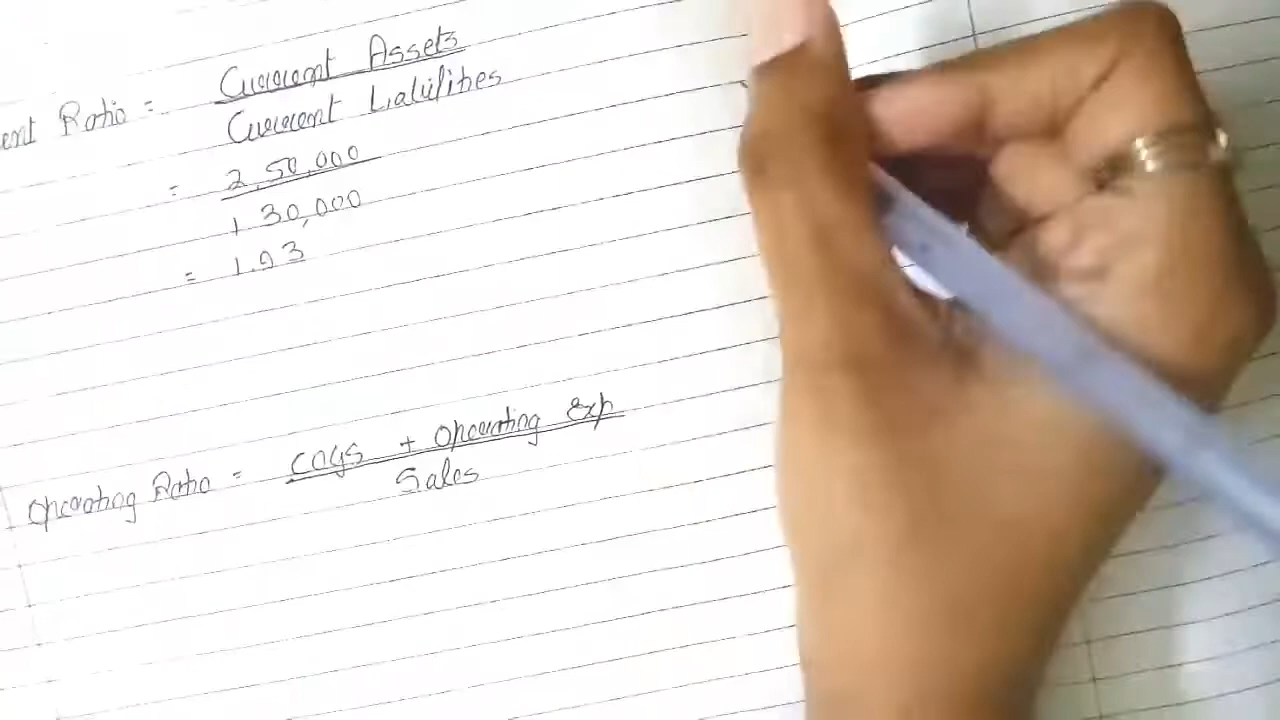 ent Ratio = Current Assets
Current Liabilities
= 2,50,000
1,30,000
= 1.93
Operating Ratio = COGS + Operating Exp
Sales